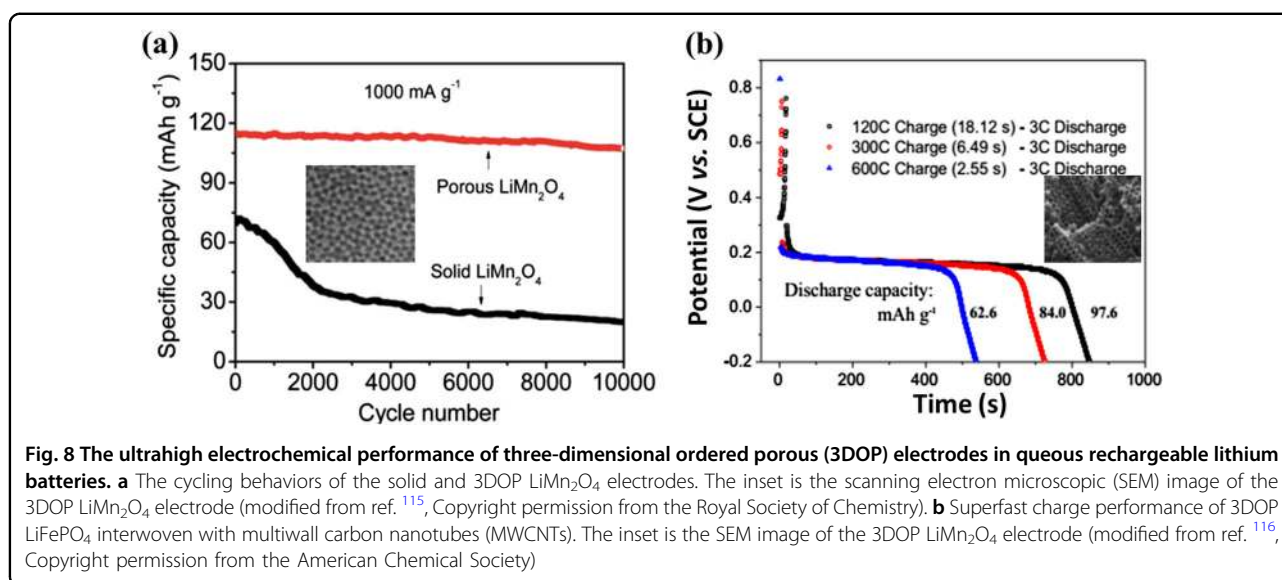 (a)
150
120
90
60
30
0
Specific capacity (mAh g⁻¹)
1000 mA g⁻¹
Porous LiMn₂O₄
Solid LiMn₂O₄
0 2000 4000 6000 8000 10000
Cycle number
(b)
0.8
0.6
0.4
0.2
0.0
-0.2
Potential (V vs. SCE)
120C Charge (18.12 s) - 3C Discharge
300C Charge (6.49 s) - 3C Discharge
600C Charge (2.55 s) - 3C Discharge
Discharge capacity:
mAh g⁻¹
62.6 84.0 97.6
0 200 400 600 800 1000
Time (s)
Fig. 8 The ultrahigh electrochemical performance of three-dimensional ordered porous (3DOP) electrodes in queous rechargeable lithium
batteries. a The cycling behaviors of the solid and 3DOP LiMn₂O₄ electrodes. The inset is the scanning electron microscopic (SEM) image of the
3DOP LiMn₂O₄ electrode (modified from ref. ¹¹⁵, Copyright permission from the Royal Society of Chemistry). b Superfast charge performance of 3DOP
LiFePO₄ interwoven with multiwall carbon nanotubes (MWCNTs). The inset is the SEM image of the 3DOP LiMn₂O₄ electrode (modified from ref. ¹¹⁶,
Copyright permission from the American Chemical Society)